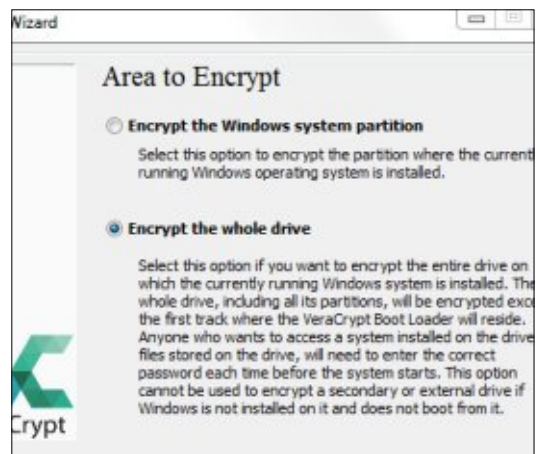 Wizard
Area to Encrypt
Encrypt the Windows system partition
Select this option to encrypt the partition where the current
running Windows operating system is installed.
Encrypt the whole drive
Select this option if you want to encrypt the entire drive on
which the currently running Windows system is installed. The
whole drive, including all its partitions, will be encrypted exce
the first track where the VeraCrypt Boot Loader will reside.
Anyone who wants to access a system installed on the drive
files stored on the drive, will need to enter the correct
password each time before the system starts. This option
cannot be used to encrypt a secondary or external drive if
Windows is not installed on it and does not boot from it.
Crypt